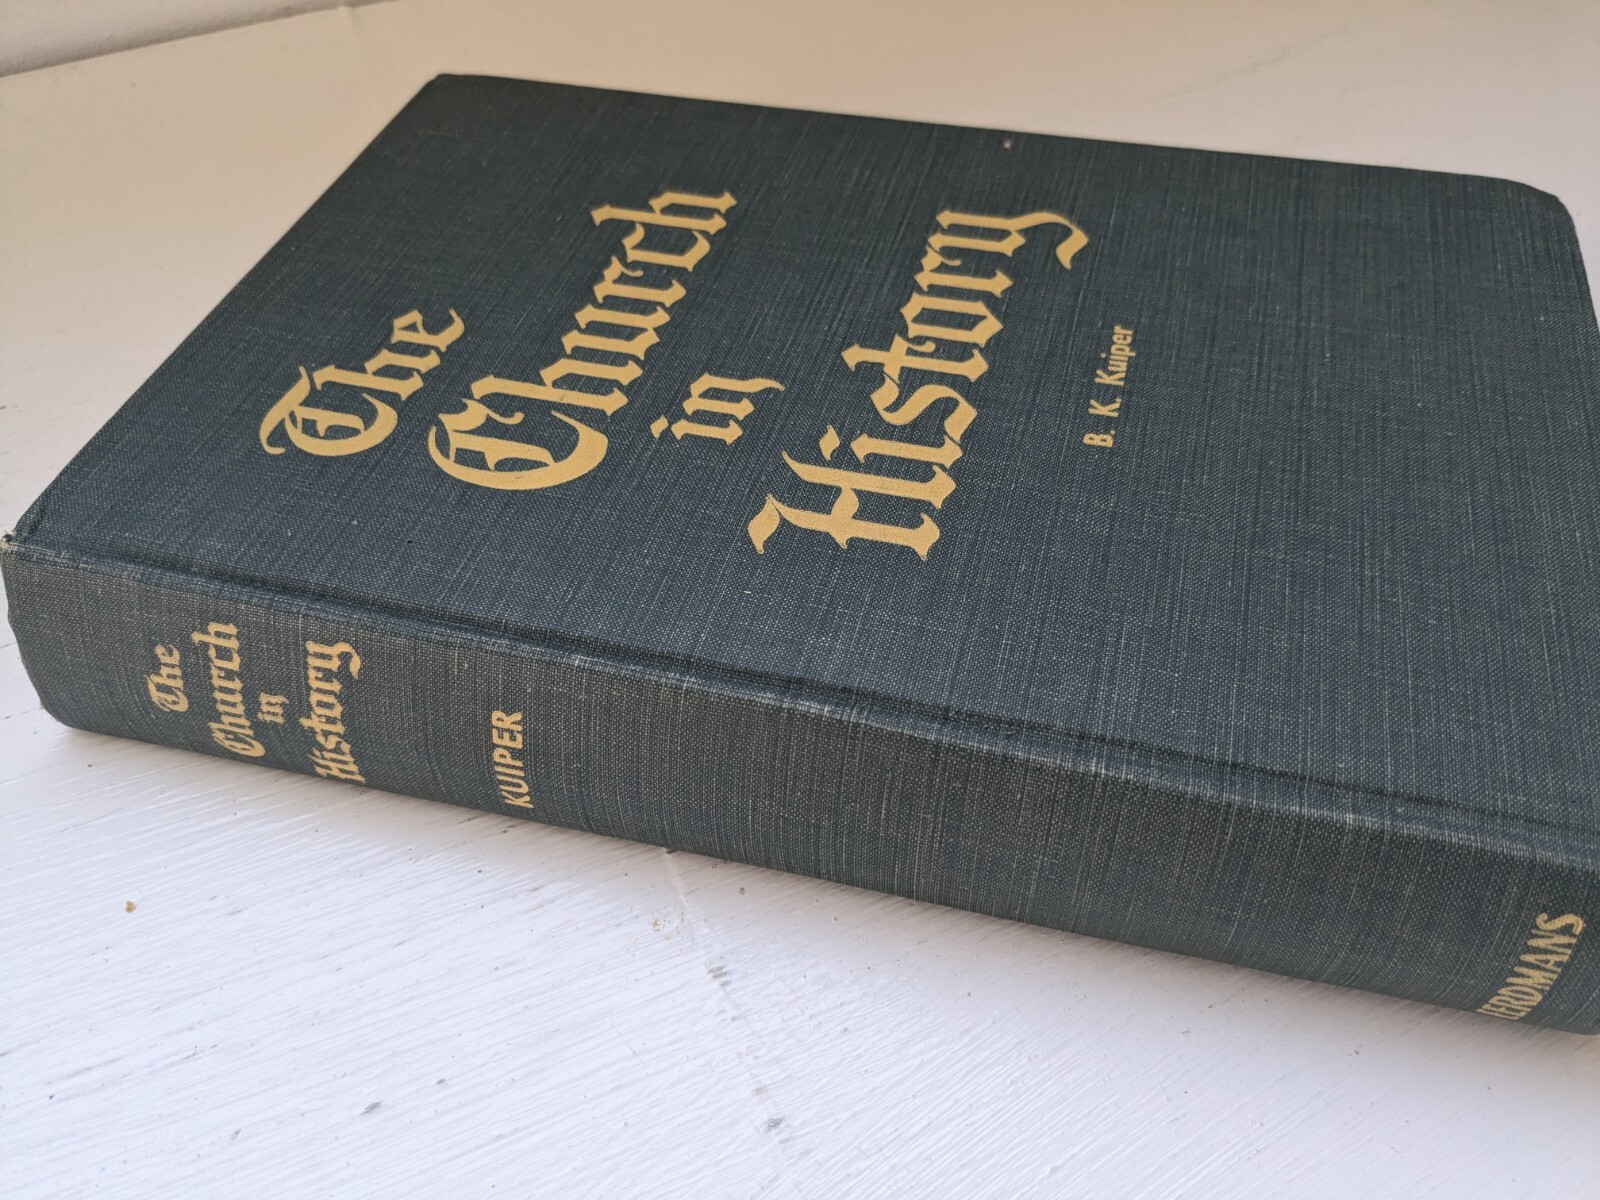 The
Church
in
History
B. K. Kuiper
The
Church
in
History
KUIPER
EERDMANS